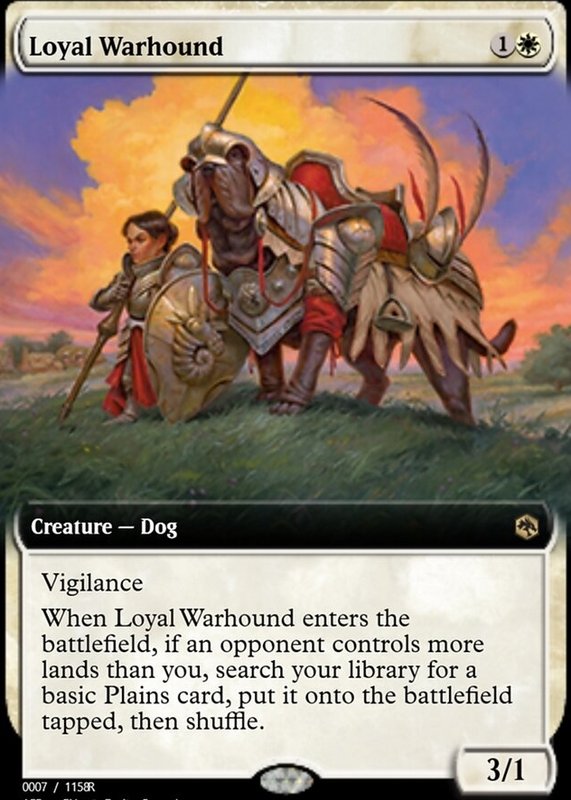 Loyal Warhound 1
Creature — Dog
Vigilance
When Loyal Warhound enters the
battlefield, if an opponent controls more
lands than you, search your library for a
basic Plains card, put it onto the battlefield
tapped, then shuffle.
3/1
0007 / 1158R